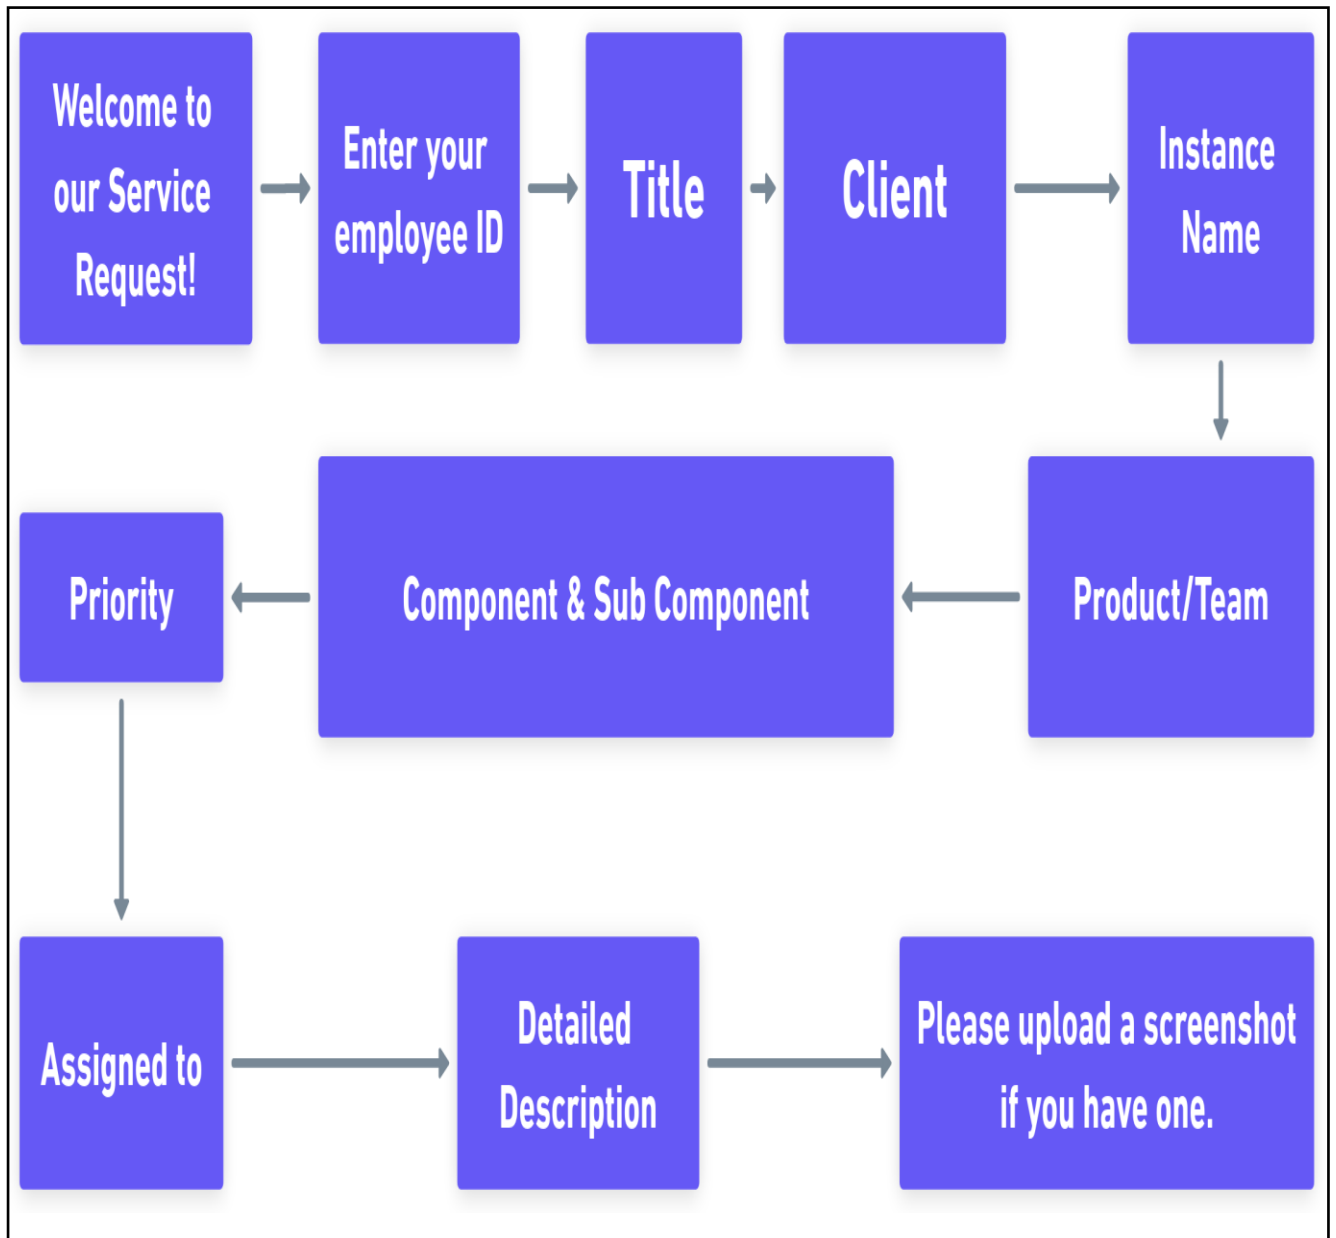 Welcome to
our Service
Request!
Enter your
employee ID
Title
Client
Instance
Name
Product/Team
Component & Sub Component
Priority
Assigned to
Detailed
Description
Please upload a screenshot
if you have one.